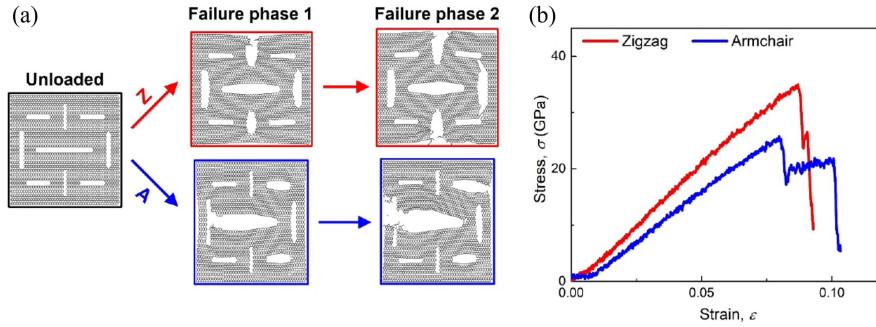 (a)
Failure phase 1
Failure phase 2
Unloaded
Z
A
(b)
Zigzag
Armchair
Stress, σ (GPa)
40
20
0
0.00
0.05
0.10
Strain, ε